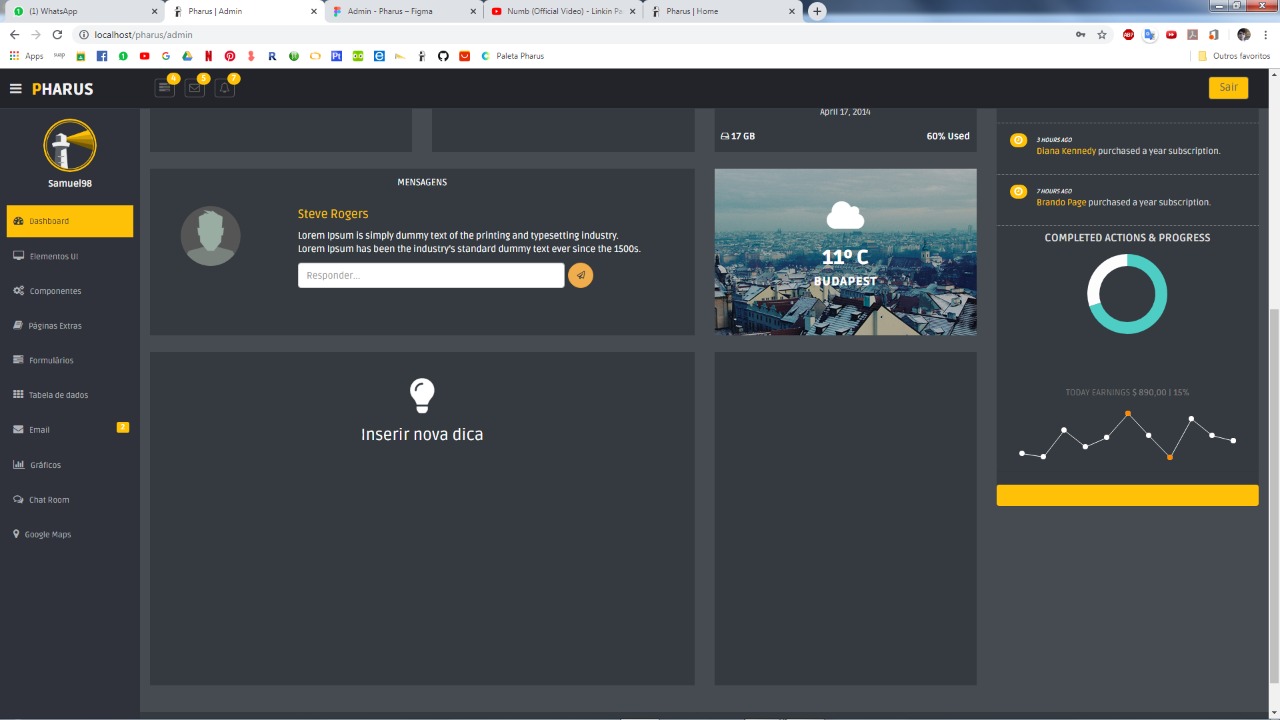 (1) WhatsApp
Pharus | Admin
Admin - Pharus – Figma
Numb (Official Video) - Linkin Pa
Pharus | Home
localhost/pharus/admin
Apps
Paleta Pharus
Outros favoritos
PHARUS
4
5
7
Sair
Samuel98
Dashboard
Elementos UI
Componentes
Páginas Extras
Formulários
Tabela de dados
Email
2
Gráficos
Chat Room
Google Maps
April 17, 2014
17 GB
60% Used
MENSAGENS
Steve Rogers
Lorem Ipsum is simply dummy text of the printing and typesetting industry.
Lorem Ipsum has been the industry's standard dummy text ever since the 1500s.
Responder...
11º C
BUDAPEST
Inserir nova dica
3 HOURS AGO
Diana Kennedy purchased a year subscription.
7 HOURS AGO
Brando Page purchased a year subscription.
COMPLETED ACTIONS & PROGRESS
TODAY EARNINGS $ 890,00 | 15%